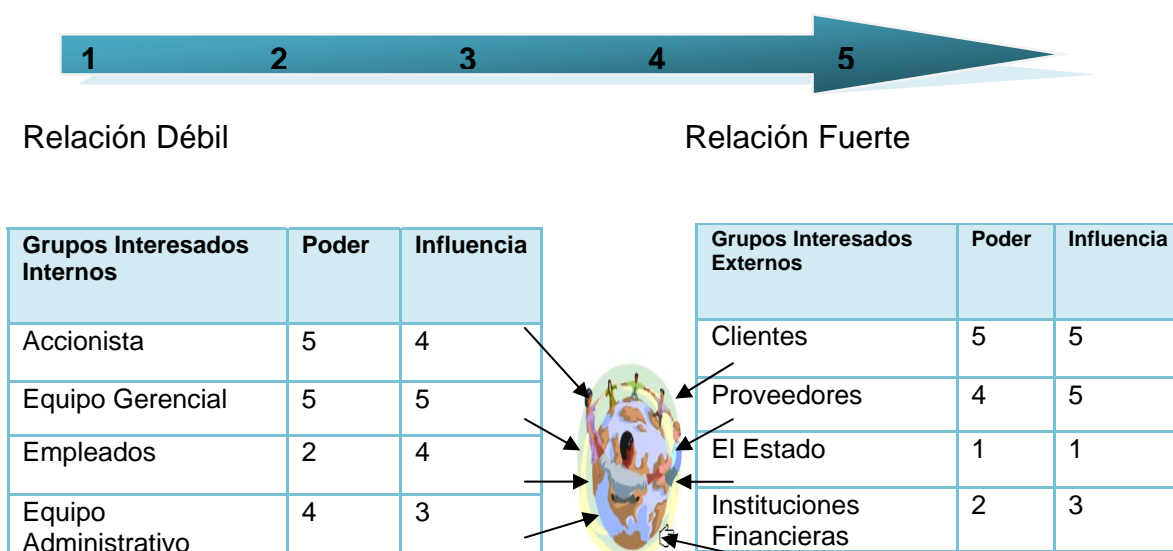 1 2 3 4 5
Relación Débil Relación Fuerte
Grupos Interesados Poder Influencia
Internos
Accionista 5 4
Equipo Gerencial 5 5
Empleados 2 4
Equipo 4 3
Administrativo
Grupos Interesados Poder Influencia
Externos
Clientes 5 5
Proveedores 4 5
El Estado 1 1
Instituciones 2 3
Financieras